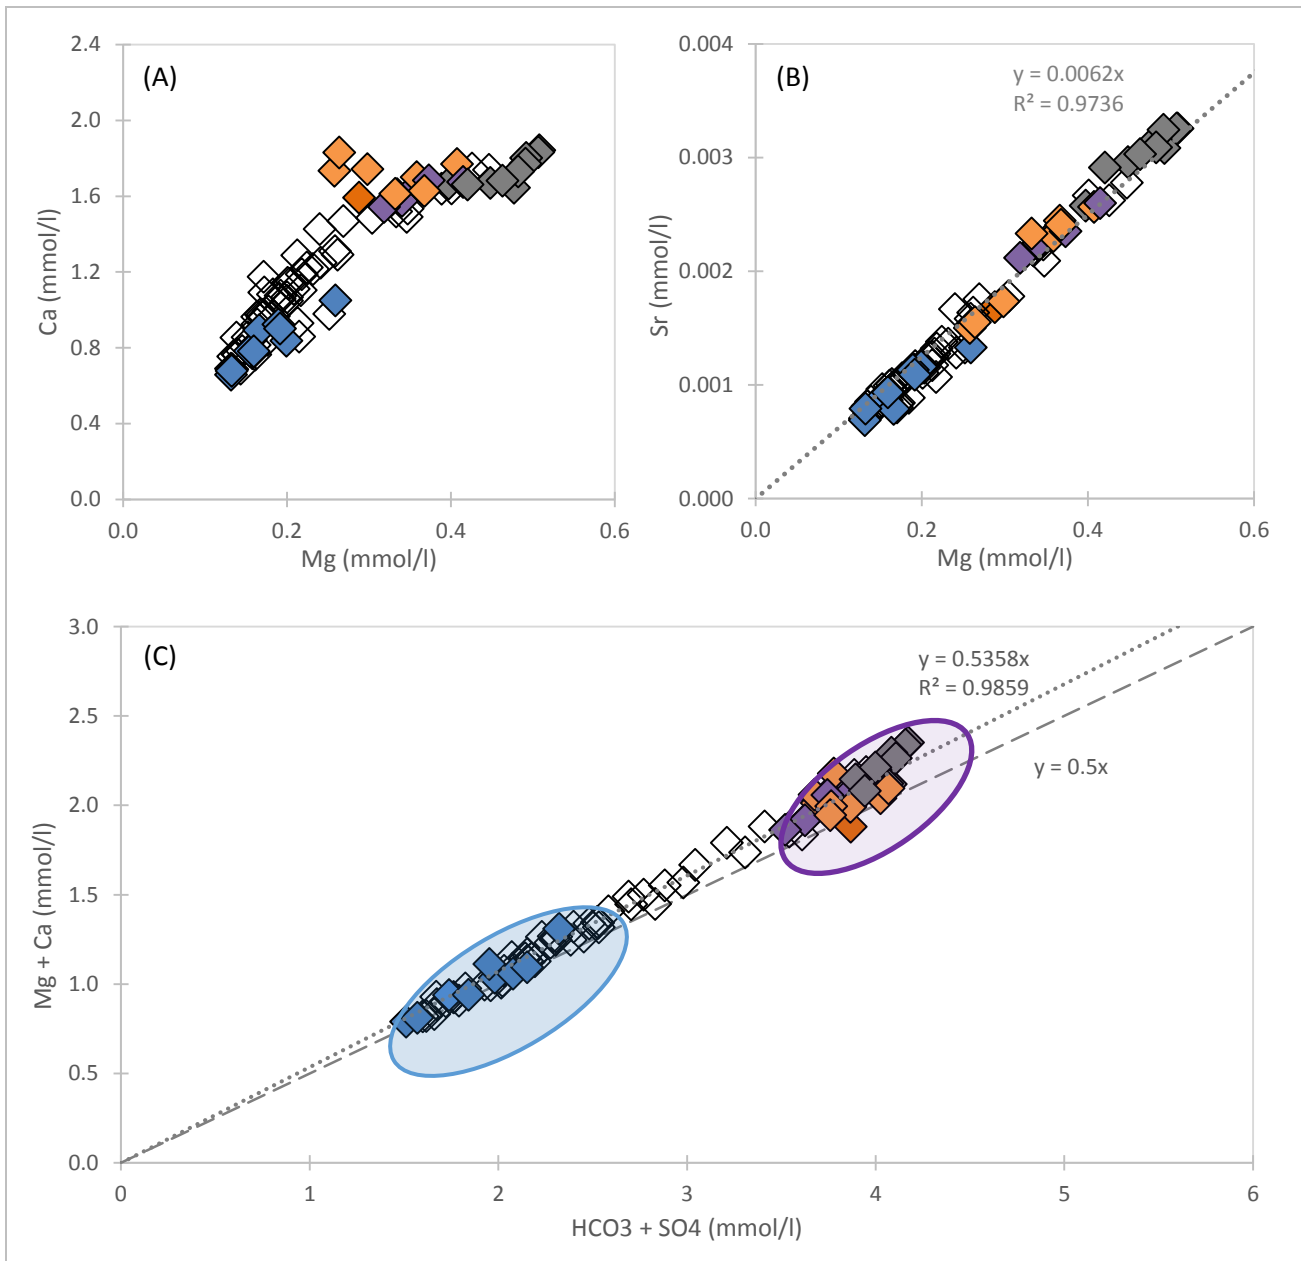 (A)
2.4
2.0
1.6
1.2
0.8
0.4
0.0
Ca (mmol/l)
0.0 0.2 0.4 0.6
Mg (mmol/l)
(B)
y = 0.0062x
R² = 0.9736
0.004
0.003
0.002
0.001
0.000
Sr (mmol/l)
0.0 0.2 0.4 0.6
Mg (mmol/l)
(C)
y = 0.5358x
R² = 0.9859
y = 0.5x
3.0
2.5
2.0
1.5
1.0
0.5
0.0
Mg + Ca (mmol/l)
0 1 2 3 4 5 6
HCO3 + SO4 (mmol/l)